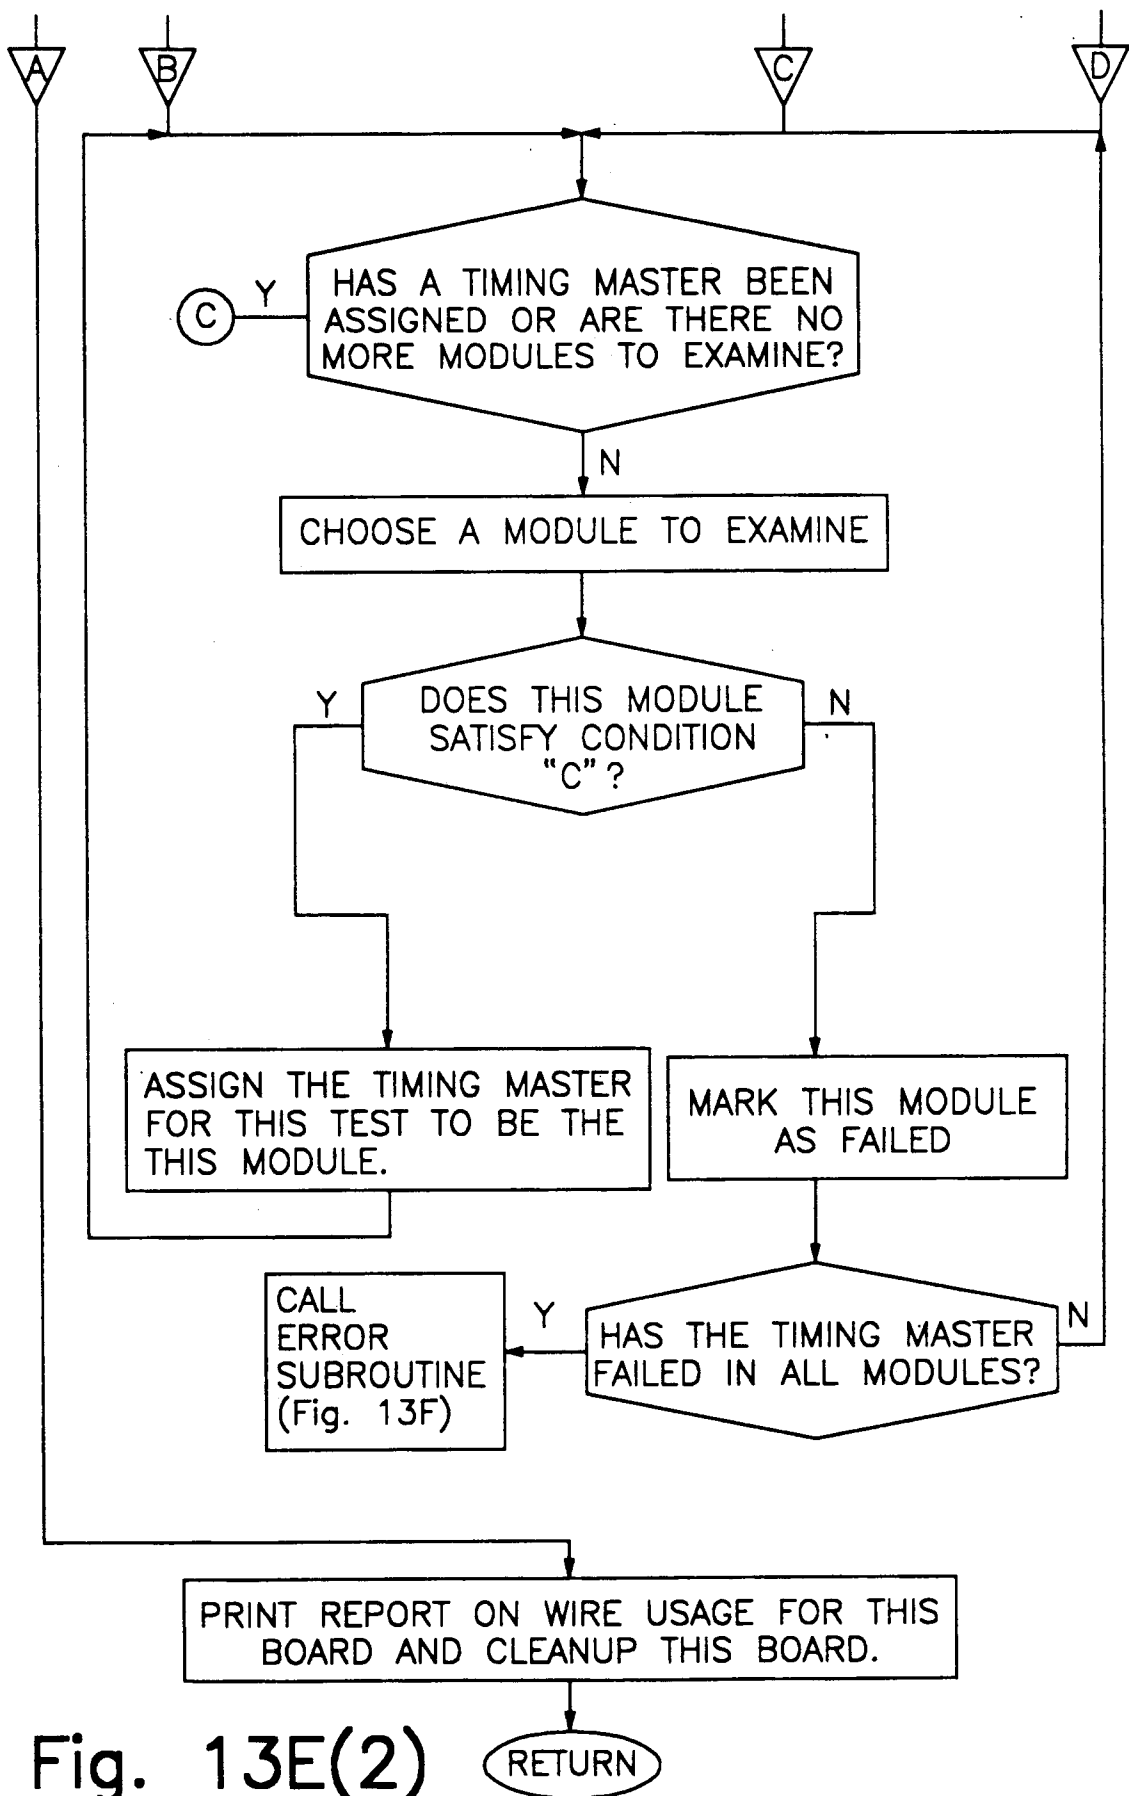 A
B
C
D
HAS A TIMING MASTER BEEN
ASSIGNED OR ARE THERE NO
MORE MODULES TO EXAMINE?
Y
C
N
CHOOSE A MODULE TO EXAMINE
DOES THIS MODULE
SATISFY CONDITION
"C"?
Y
N
ASSIGN THE TIMING MASTER
FOR THIS TEST TO BE THE
THIS MODULE.
MARK THIS MODULE
AS FAILED
CALL
ERROR
SUBROUTINE
(Fig. 13F)
Y
HAS THE TIMING MASTER
FAILED IN ALL MODULES?
N
PRINT REPORT ON WIRE USAGE FOR THIS
BOARD AND CLEANUP THIS BOARD.
RETURN
Fig. 13E(2)